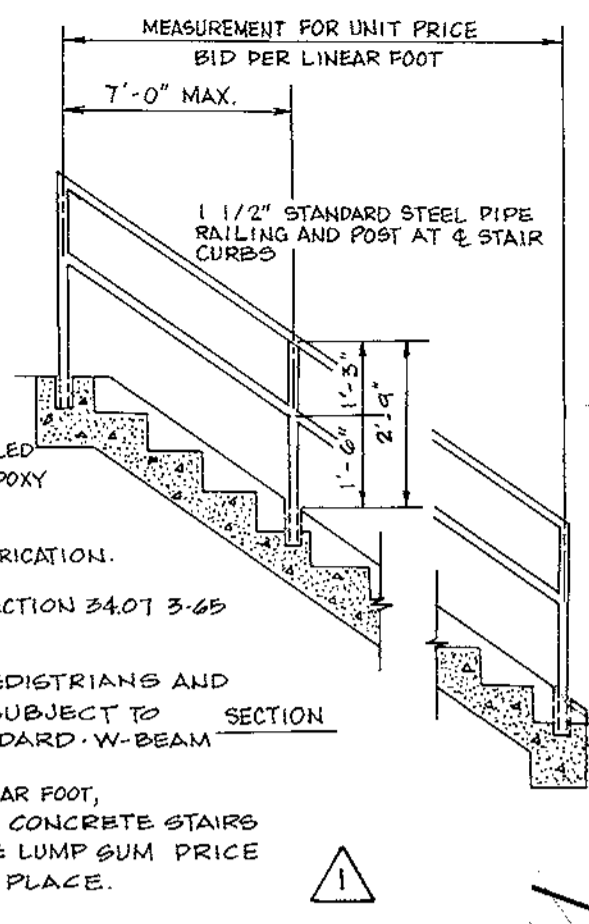 MEASUREMENT FOR UNIT PRICE
BID PER LINEAR FOOT
7'-0" MAX.
1 1/2" STANDARD STEEL PIPE
RAILING AND POST AT ℄ STAIR
CURBS
1'-3"
1'-6"
2'-9"
LED
POXY
RICATION.
ECTION 34.07 3-65
EDISTRIANS AND
SUBJECT TO
DARD. W-BEAM
SECTION
AR FOOT,
CONCRETE STAIRS
E LUMP SUM PRICE
PLACE.
1